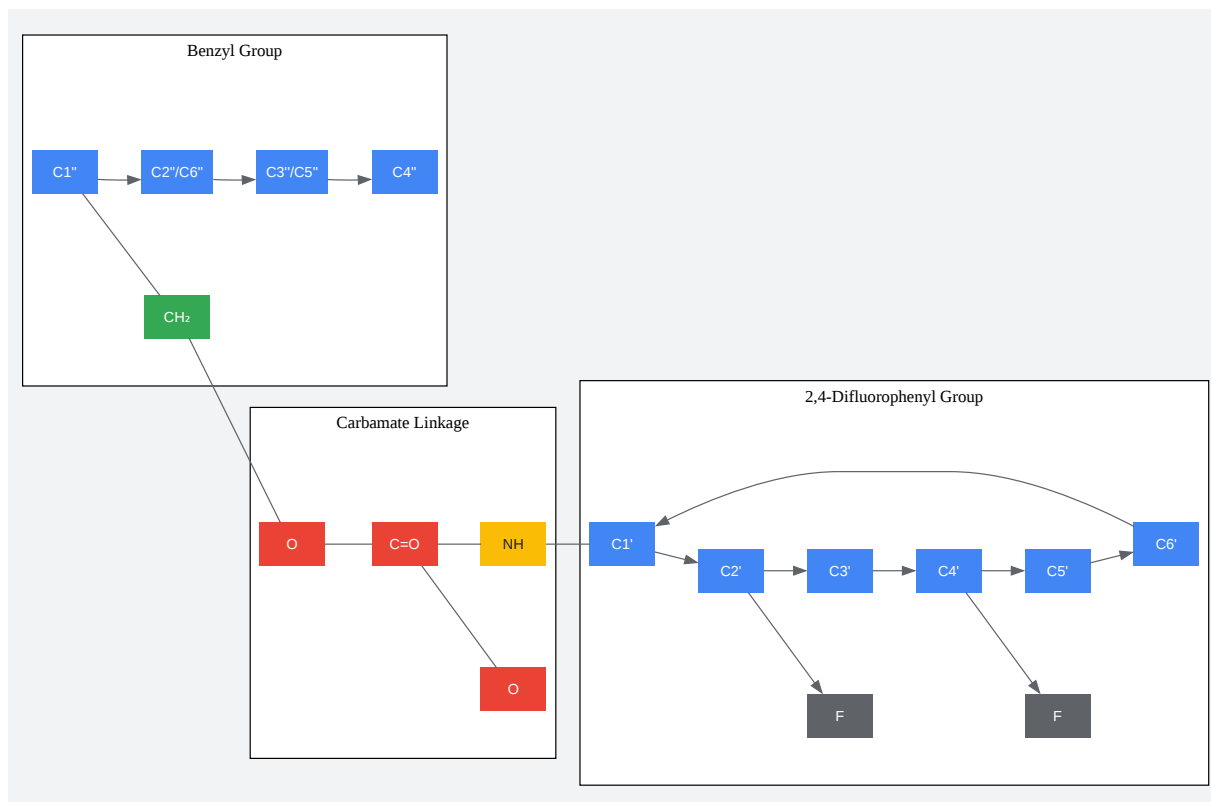 Benzyl Group
C1"
C2"/C6"
C3"/C5"
C4"
CH₂
Carbamate Linkage
O
C=O
NH
O
2,4-Difluorophenyl Group
C1'
C2'
C3'
C4'
C5'
C6'
F
F